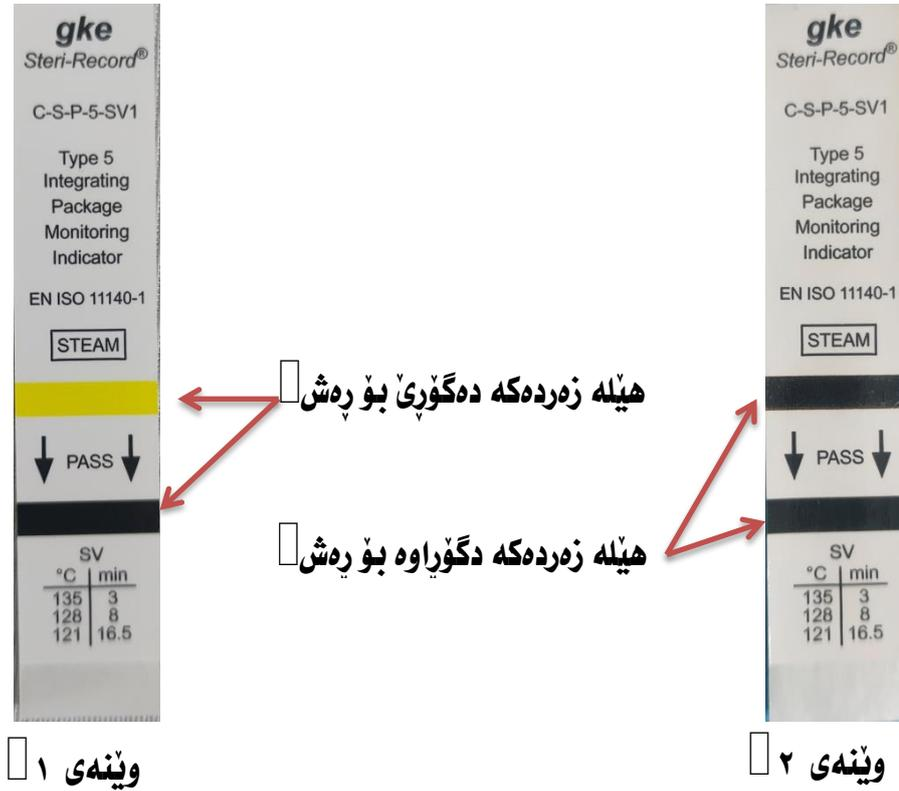 gke
Steri-Record®
C-S-P-5-SV1
Type 5
Integrating
Package
Monitoring
Indicator
EN ISO 11140-1
STEAM
PASS
SV
°C min
135 3
128 8
121 16.5
وێنەی ١
هێلە زەردەکە دەگۆڕێ بۆ ڕەش
هێلە زەردەکە دگۆڕاوە بۆ ڕەش
gke
Steri-Record®
C-S-P-5-SV1
Type 5
Integrating
Package
Monitoring
Indicator
EN ISO 11140-1
STEAM
PASS
SV
°C min
135 3
128 8
121 16.5
وێنەی ٢